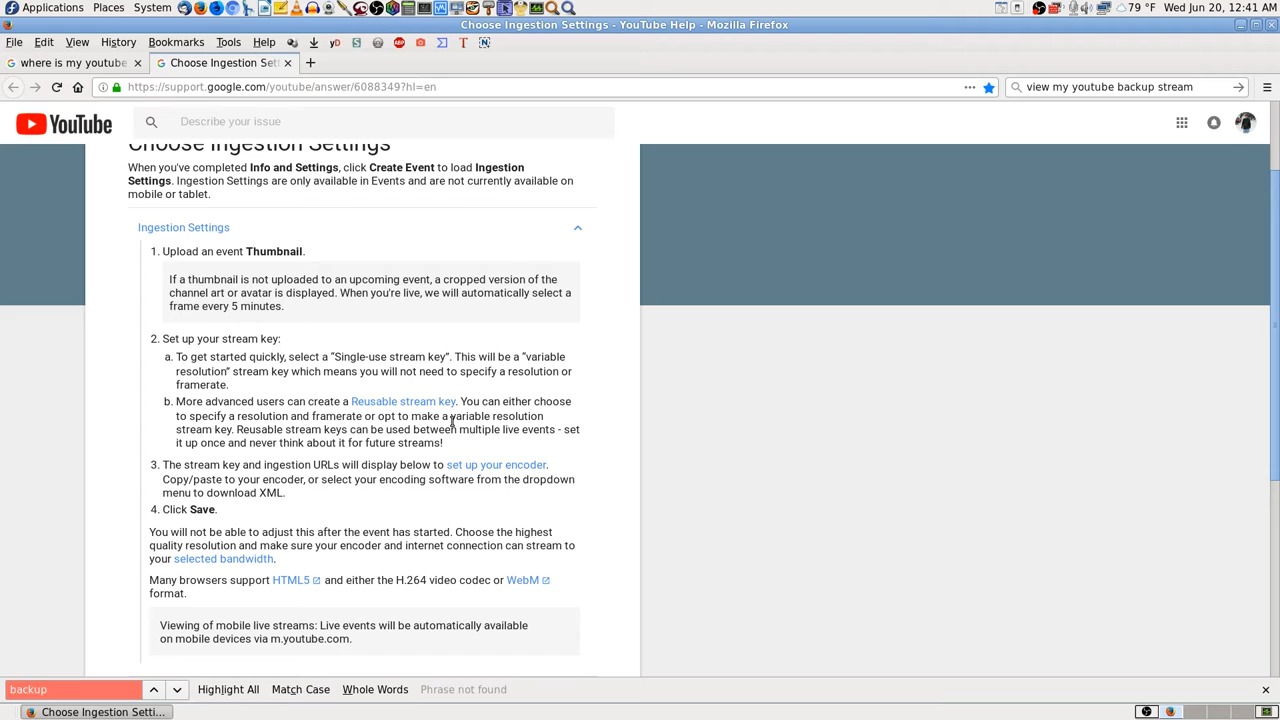 Applications Places System 79 °F Wed Jun 20, 12:41 AM
Choose Ingestion Settings - YouTube Help - Mozilla Firefox
File Edit View History Bookmarks Tools Help
where is my youtube Choose Ingestion Set
https://support.google.com/youtube/answer/6088349?hl=en view my youtube backup stream
YouTube Describe your issue
Choose Ingestion Settings
When you've completed Info and Settings, click Create Event to load Ingestion
Settings. Ingestion Settings are only available in Events and are not currently available on
mobile or tablet.
Ingestion Settings
1. Upload an event Thumbnail.
If a thumbnail is not uploaded to an upcoming event, a cropped version of the
channel art or avatar is displayed. When you're live, we will automatically select a
frame every 5 minutes.
2. Set up your stream key:
a. To get started quickly, select a “Single-use stream key”. This will be a “variable
resolution” stream key which means you will not need to specify a resolution or
framerate.
b. More advanced users can create a Reusable stream key. You can either choose
to specify a resolution and framerate or opt to make a variable resolution
stream key. Reusable stream keys can be used between multiple live events - set
it up once and never think about it for future streams!
3. The stream key and ingestion URLs will display below to set up your encoder.
Copy/paste to your encoder, or select your encoding software from the dropdown
menu to download XML.
4. Click Save.
You will not be able to adjust this after the event has started. Choose the highest
quality resolution and make sure your encoder and internet connection can stream to
your selected bandwidth.
Many browsers support HTML5 and either the H.264 video codec or WebM
format.
Viewing of mobile live streams: Live events will be automatically available
on mobile devices via m.youtube.com.
backup Highlight All Match Case Whole Words Phrase not found
Choose Ingestion Setti...